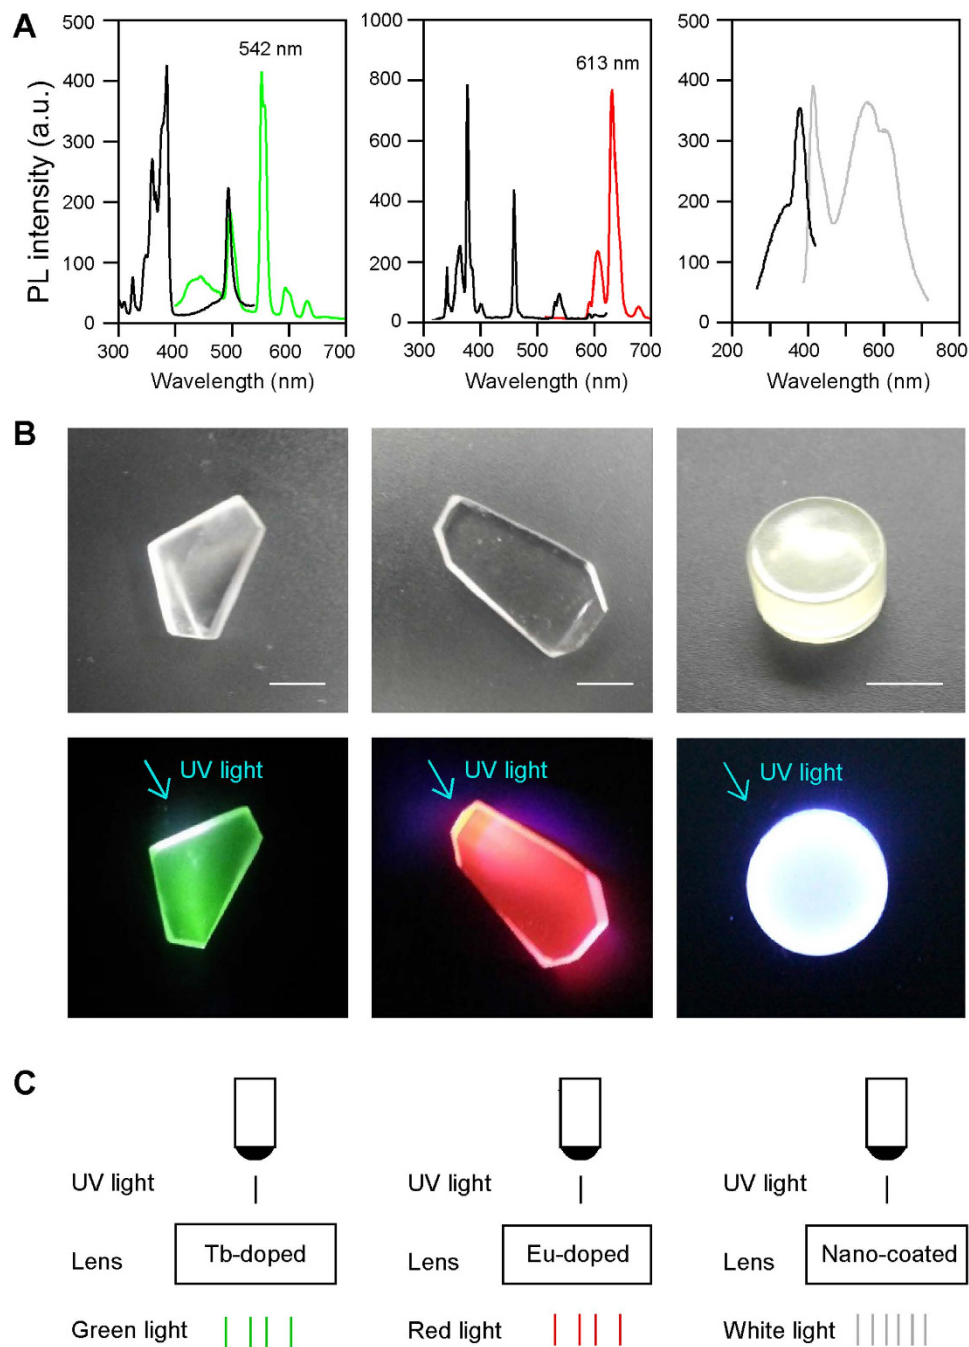 A
PL intensity (a.u.)
500
400
300
200
100
0
542 nm
300 400 500 600 700
Wavelength (nm)
1000
800
600
400
200
0
613 nm
300 400 500 600 700
Wavelength (nm)
500
400
300
200
100
0
400 600 800
Wavelength (nm)
B
UV light
UV light
UV light
C
UV light
Lens
Tb-doped
Green light
UV light
Lens
Eu-doped
Red light
UV light
Lens
Nano-coated
White light